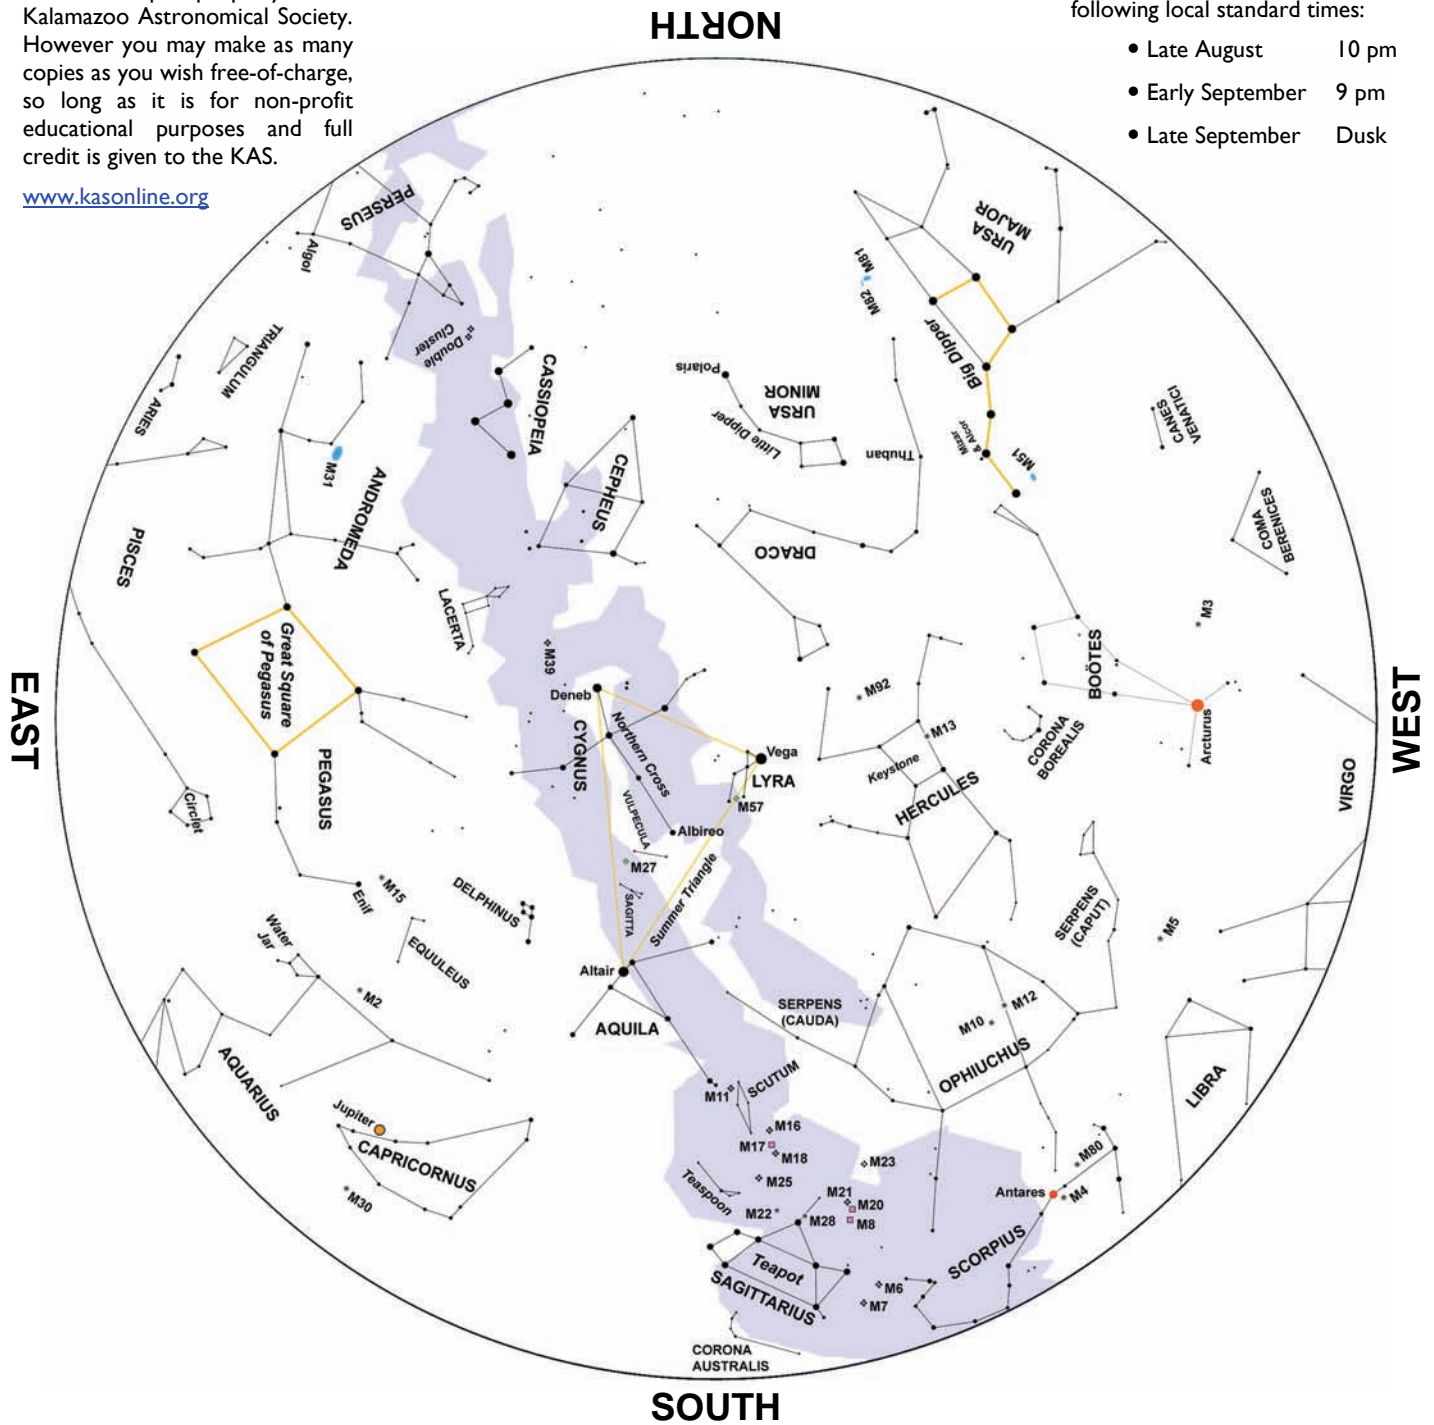 Kalamazoo Astronomical Society.
However you may make as many
copies as you wish free-of-charge,
so long as it is for non-profit
educational purposes and full
credit is given to the KAS.
www.kasonline.org
following local standard times:
• Late August 10 pm
• Early September 9 pm
• Late September Dusk
NORTH
PERSEUS
Algol
URSA
MAJOR
M81
M82
Big Dipper
Double
Cluster
TRIANGULUM
ARIES
CASSIOPEIA
Polaris
URSA
MINOR
Little Dipper
Thuban
Mizar
& Alcor
M51
CANES
VENATICI
COMA
BERENICES
M31
ANDROMEDA
CEPHEUS
PISCES
DRACO
LACERTA
M3
M39
BOÖTES
Great Square
of Pegasus
EAST
WEST
Deneb
M92
Northern Cross
CYGNUS
M13
CORONA
BOREALIS
Arcturus
Vega
LYRA
Keystone
HERCULES
VIRGO
PEGASUS
Circlet
M57
VULPECULA
Albireo
M27
SAGITTA
Summer Triangle
M15
Enif
DELPHINUS
SERPENS
(CAPUT)
M5
Water
Jar
EQUULEUS
Altair
M2
AQUILA
SERPENS
(CAUDA)
M12
M10
OPHIUCHUS
AQUARIUS
LIBRA
M11
SCUTUM
Jupiter
M16
M17
M18
CAPRICORNUS
M23
M80
M25
Teaspoon
M30
M21
M20
M22
M28
M8
Antares
M4
SCORPIUS
Teapot
SAGITTARIUS
M6
M7
CORONA
AUSTRALIS
SOUTH